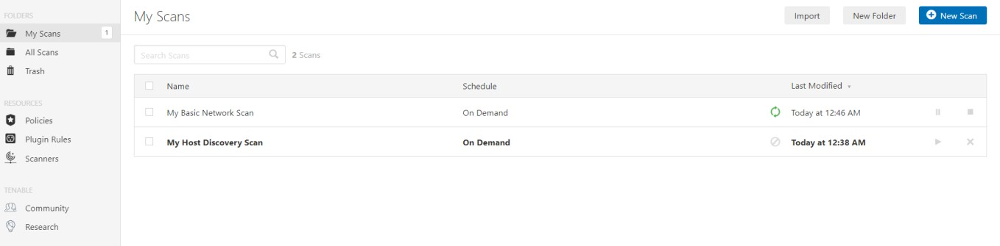 FOLDERS
My Scans 1
All Scans
Trash
RESOURCES
Policies
Plugin Rules
Scanners
TENABLE
Community
Research
My Scans
Import New Folder New Scan
Search Scans 2 Scans
Name Schedule Last Modified
My Basic Network Scan On Demand Today at 12:46 AM
My Host Discovery Scan On Demand Today at 12:38 AM